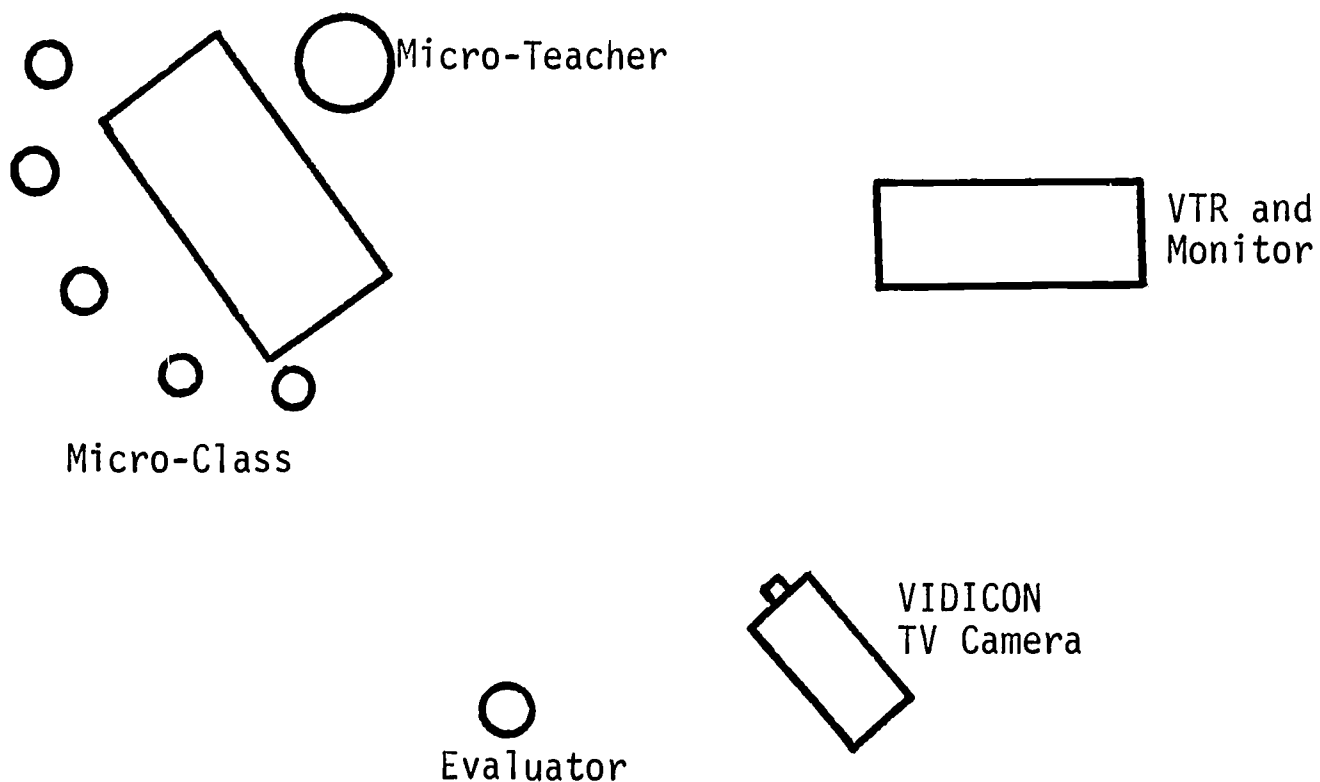 Micro-Teacher
VTR and
Monitor
Micro-Class
VIDICON
TV Camera
Evaluator